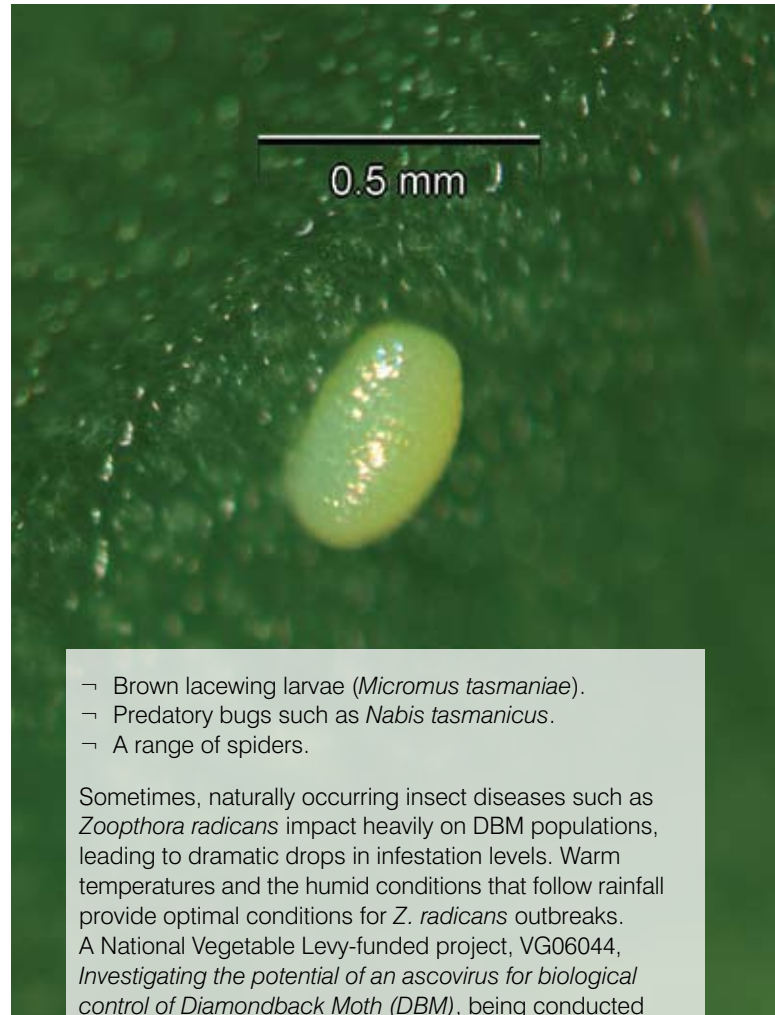 0.5 mm
¬ Brown lacewing larvae (Micromus tasmaniae).
¬ Predatory bugs such as Nabis tasmanicus.
¬ A range of spiders.
Sometimes, naturally occurring insect diseases such as
Zoopthora radicans impact heavily on DBM populations,
leading to dramatic drops in infestation levels. Warm
temperatures and the humid conditions that follow rainfall
provide optimal conditions for Z. radicans outbreaks.
A National Vegetable Levy-funded project, VG06044,
Investigating the potential of an ascovirus for biological
control of Diamondback Moth (DBM), being conducted